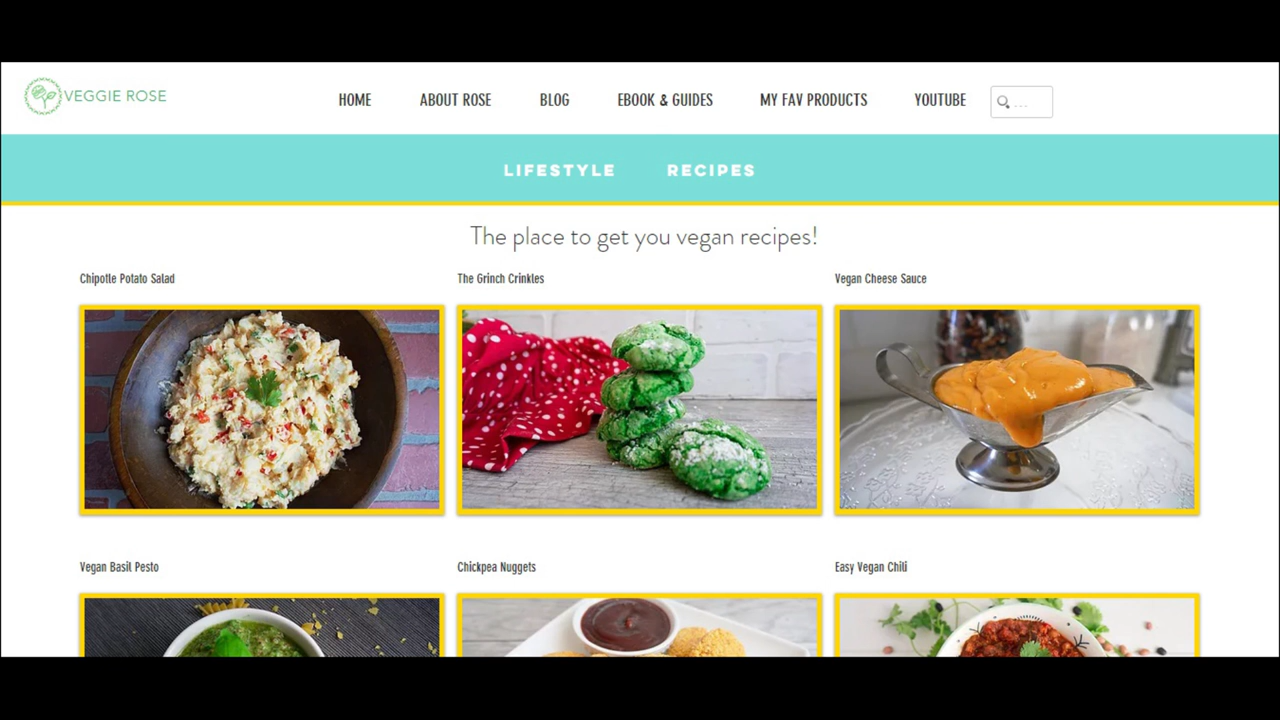 VEGGIE ROSE
HOME ABOUT ROSE BLOG EBOOK & GUIDES MY FAV PRODUCTS YOUTUBE ...
LIFESTYLE RECIPES
The place to get you vegan recipes!
Chipotle Potato Salad The Grinch Crinkles Vegan Cheese Sauce
Vegan Basil Pesto Chickpea Nuggets Easy Vegan Chili